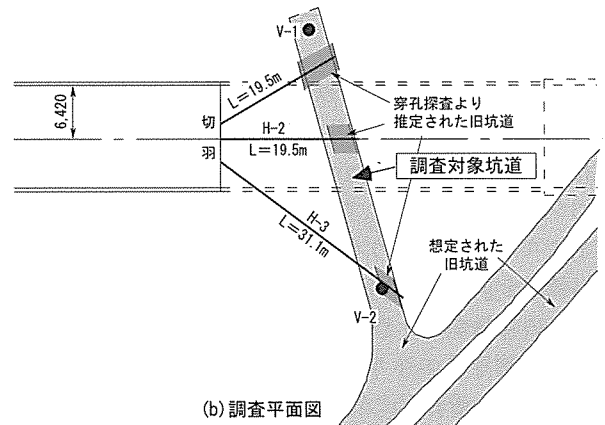 V-1
L=19.5m
6,420
切
羽
H-2
L=19.5m
穿孔探査より
推定された旧坑道
調査対象坑道
H-3
L=31.1m
想定された
旧坑道
V-2
(b)調査平面図